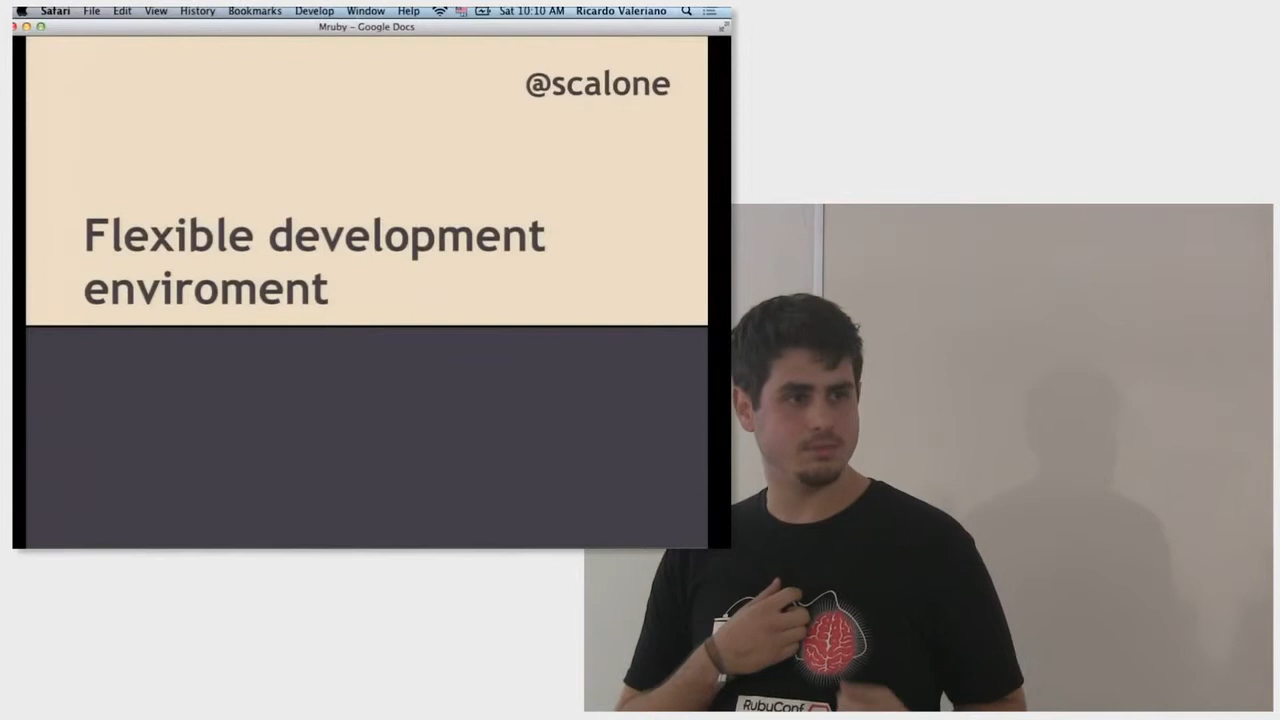 Safari File Edit View History Bookmarks Develop Window Help Sat 10:10 AM Ricardo Valeriano
Mruby – Google Docs
@scalone
Flexible development
enviroment
RubyConf